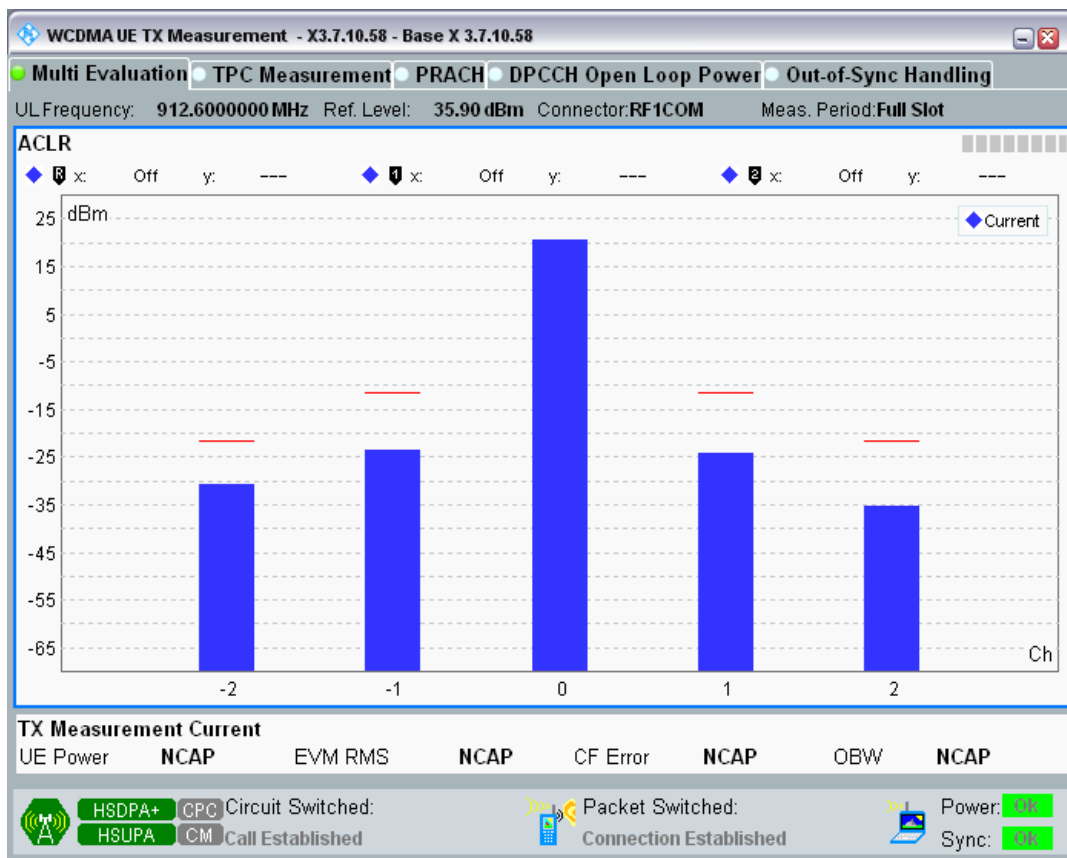 WCDMA UE TX Measurement - X3.7.10.58 - Base X 3.7.10.58
Multi Evaluation TPC Measurement PRACH DPCCH Open Loop Power Out-of-Sync Handling
UL Frequency: 912.6000000 MHz Ref. Level: 35.90 dBm Connector:RF1COM Meas. Period:Full Slot
ACLR
R x: Off y: --- 1 x: Off y: --- 2 x: Off y: ---
dBm
Current
25
15
5
-5
-15
-25
-35
-45
-55
-65
Ch
-2 -1 0 1 2
TX Measurement Current
UE Power NCAP EVM RMS NCAP CF Error NCAP OBW NCAP
HSDPA+ CPC Circuit Switched: Packet Switched: Power: Ok
HSUPA CM Call Established Connection Established Sync: Ok